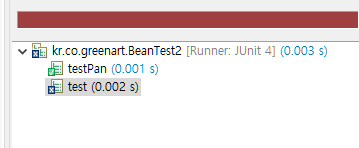 kr.co.greenart.BeanTest2 [Runner: JUnit 4] (0.003 s)
testPan (0.001 s)
test (0.002 s)